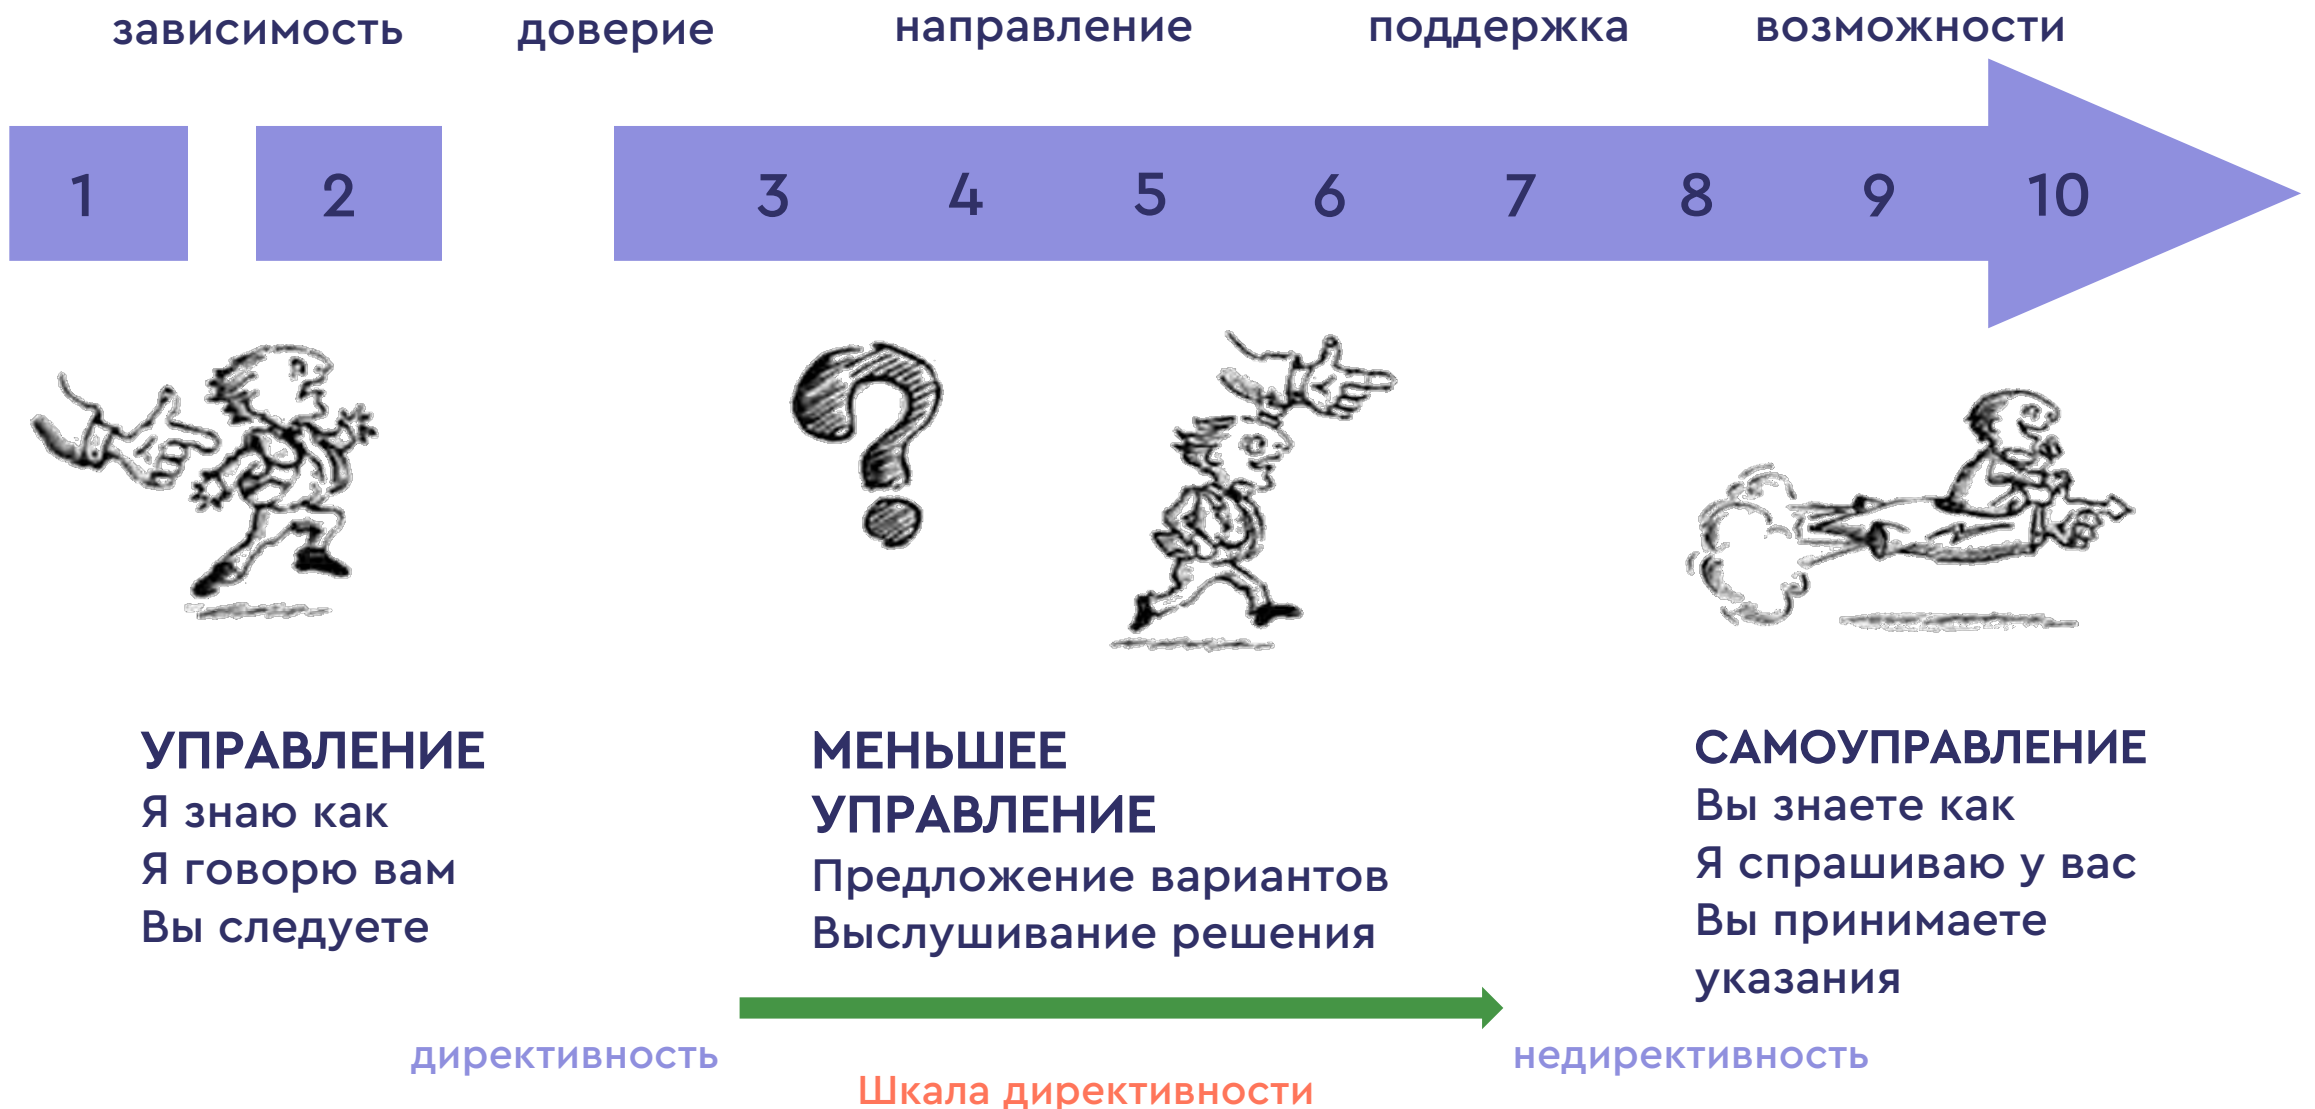 зависимость доверие направление поддержка возможности
1 2 3 4 5 6 7 8 9 10
УПРАВЛЕНИЕ
Я знаю как
Я говорю вам
Вы следуете
МЕНЬШЕЕ
УПРАВЛЕНИЕ
Предложение вариантов
Выслушивание решения
САМОУПРАВЛЕНИЕ
Вы знаете как
Я спрашиваю у вас
Вы принимаете
указания
директивность недирективность
Шкала директивности